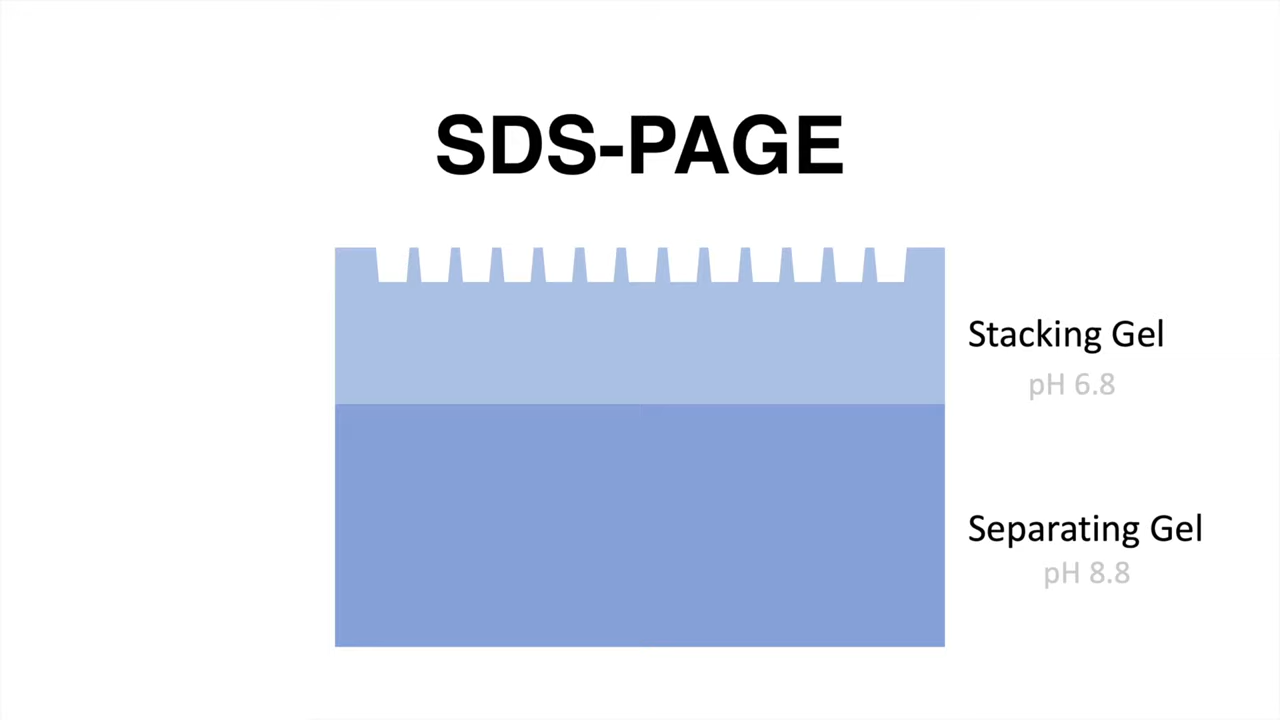 SDS-PAGE
Stacking Gel
pH 6.8
Separating Gel
pH 8.8